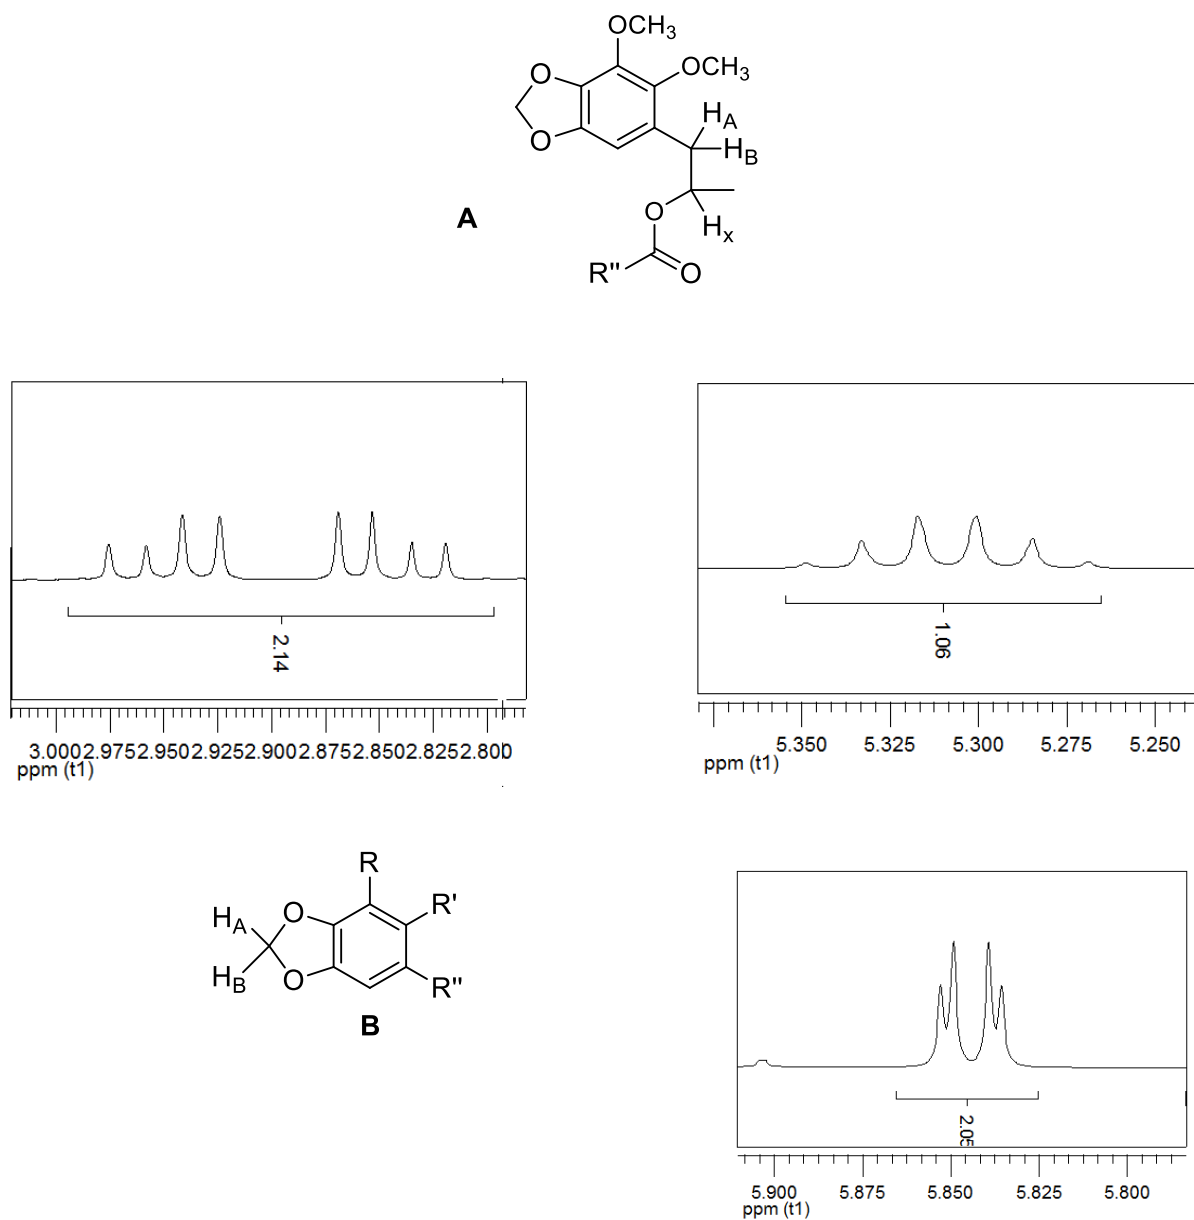 OCH3
OCH3
O
O
HA
HB
A
O
Hx
R"
O
2.14
1.06
3.000 2.975 2.950 2.925 2.900 2.875 2.850 2.825 2.800
ppm (t1)
5.350 5.325 5.300 5.275 5.250
ppm (t1)
R
HA
O
R'
HB
O
R"
B
2.05
5.900 5.875 5.850 5.825 5.800
ppm (t1)